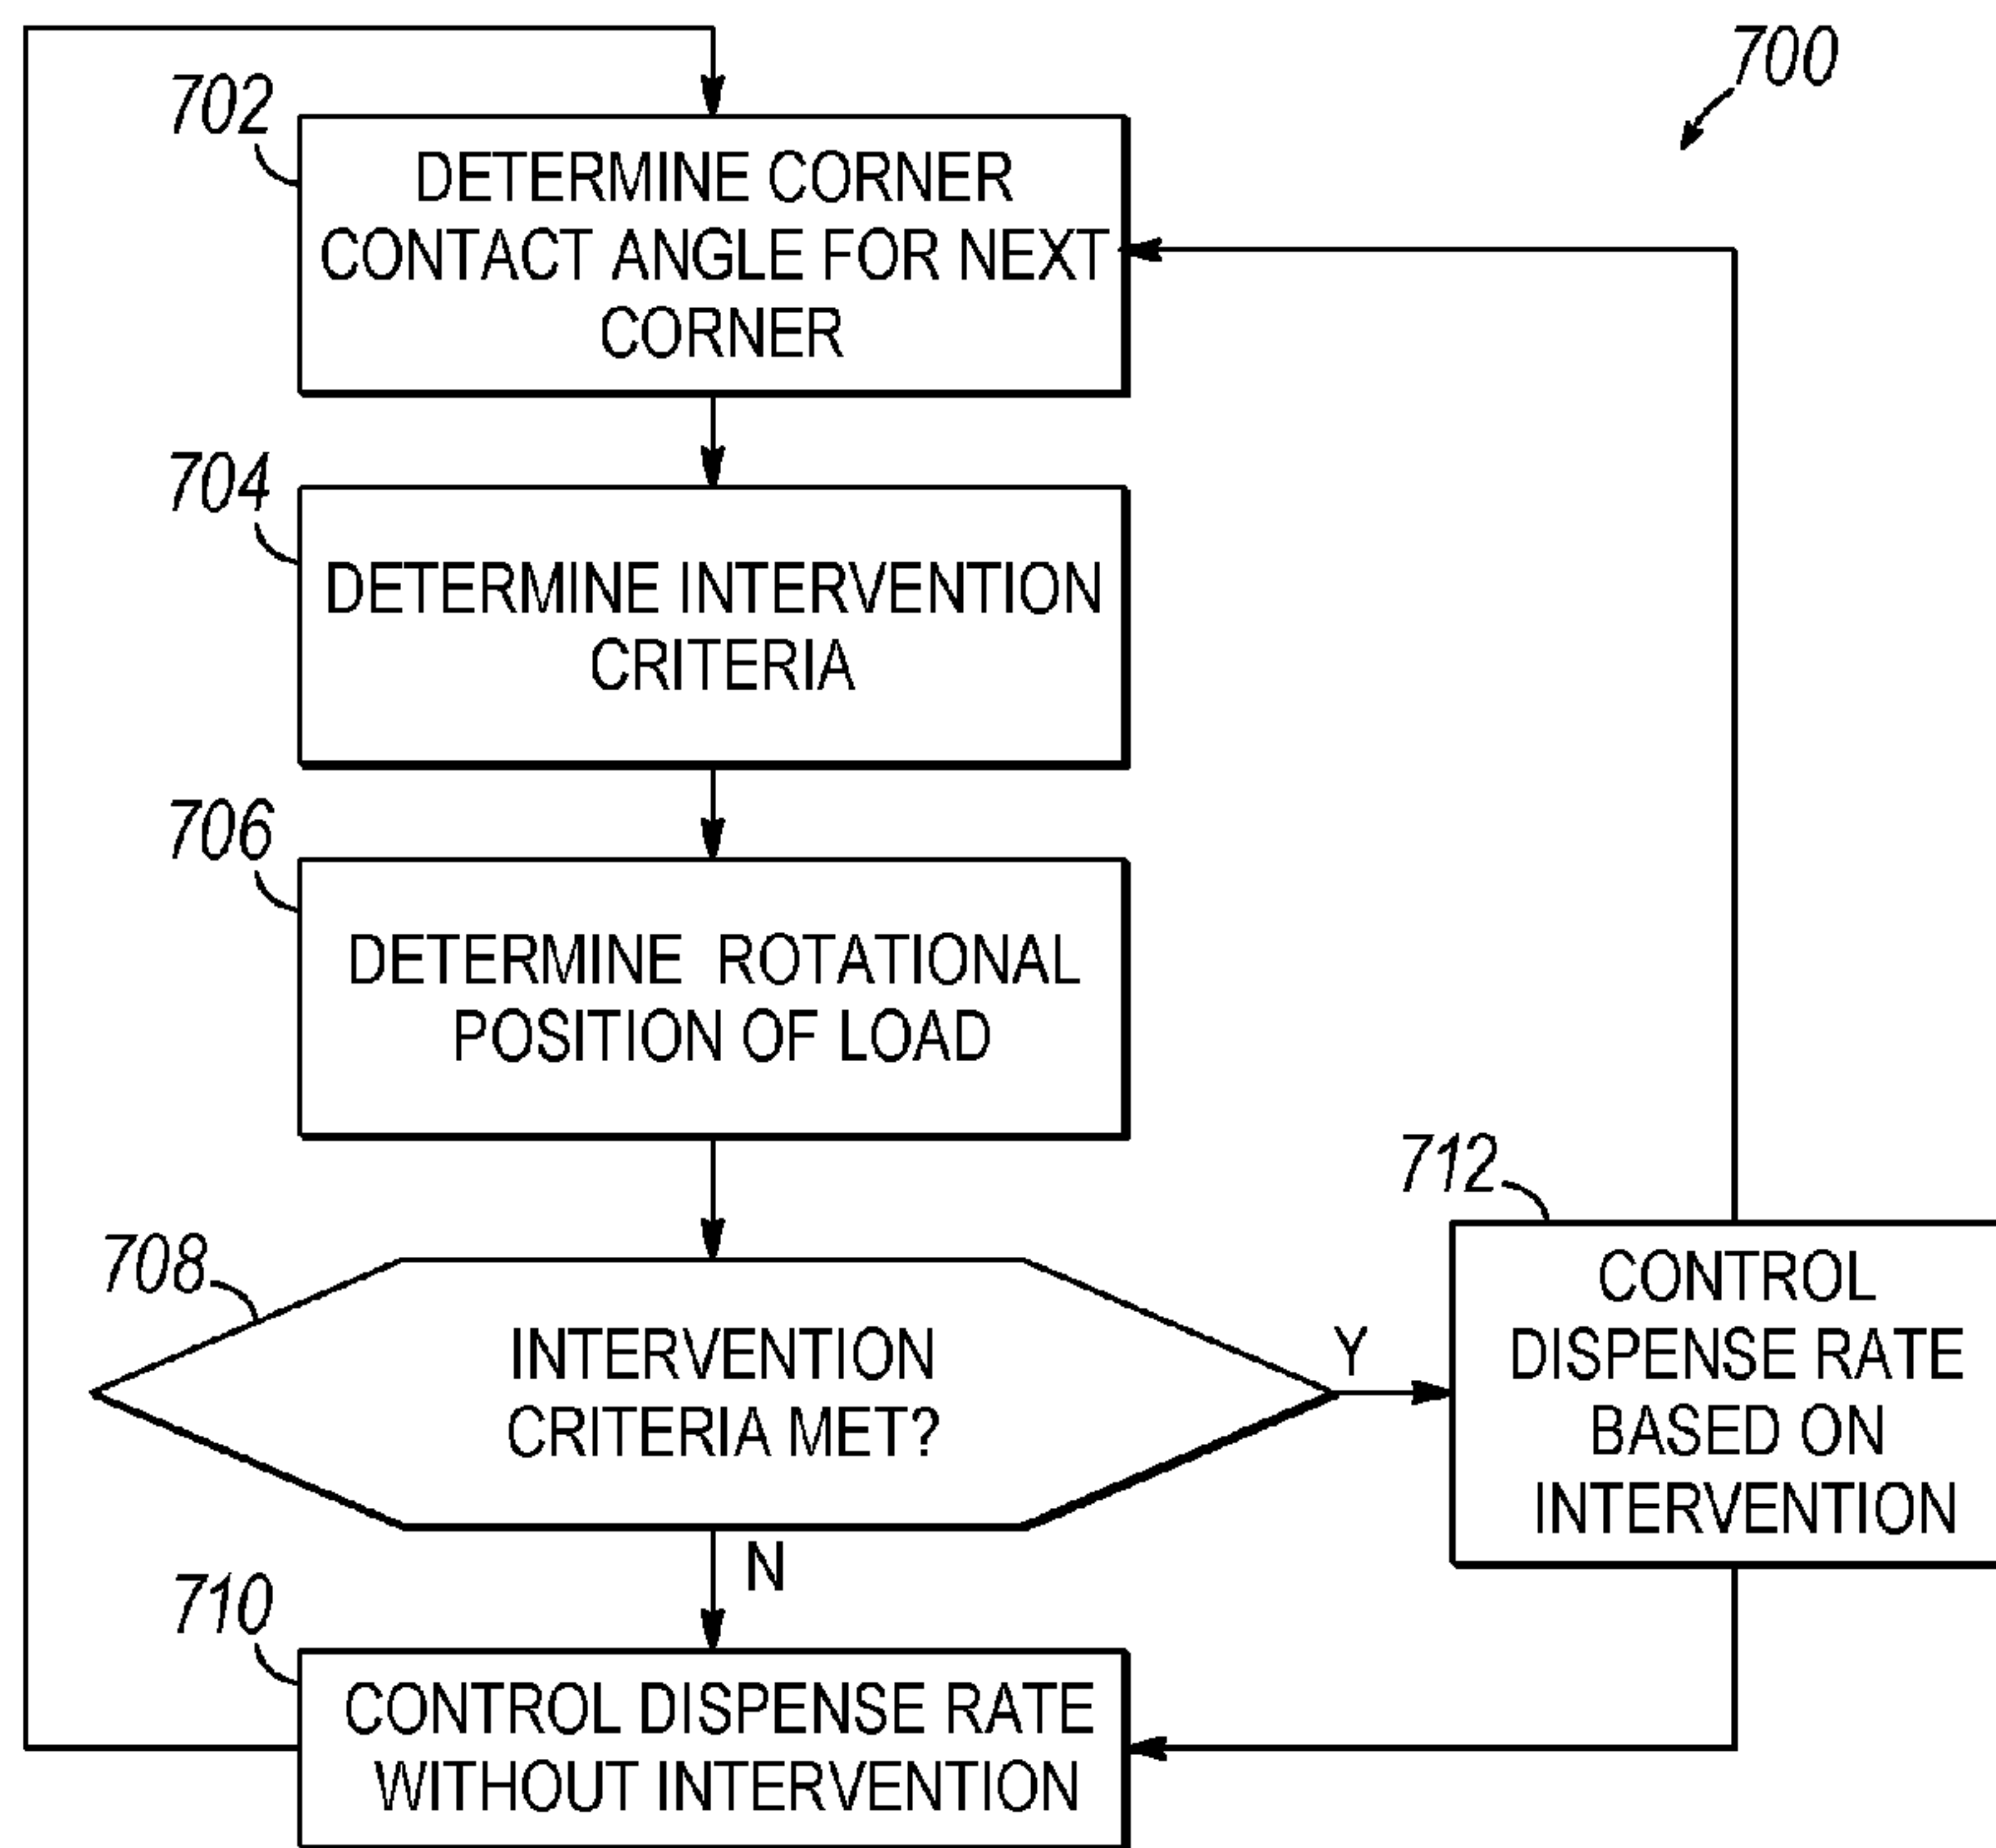 700
702
DETERMINE CORNER
CONTACT ANGLE FOR NEXT
CORNER
704
DETERMINE INTERVENTION
CRITERIA
706
DETERMINE ROTATIONAL
POSITION OF LOAD
708
INTERVENTION
CRITERIA MET?
Y
N
712
CONTROL
DISPENSE RATE
BASED ON
INTERVENTION
710
CONTROL DISPENSE RATE
WITHOUT INTERVENTION